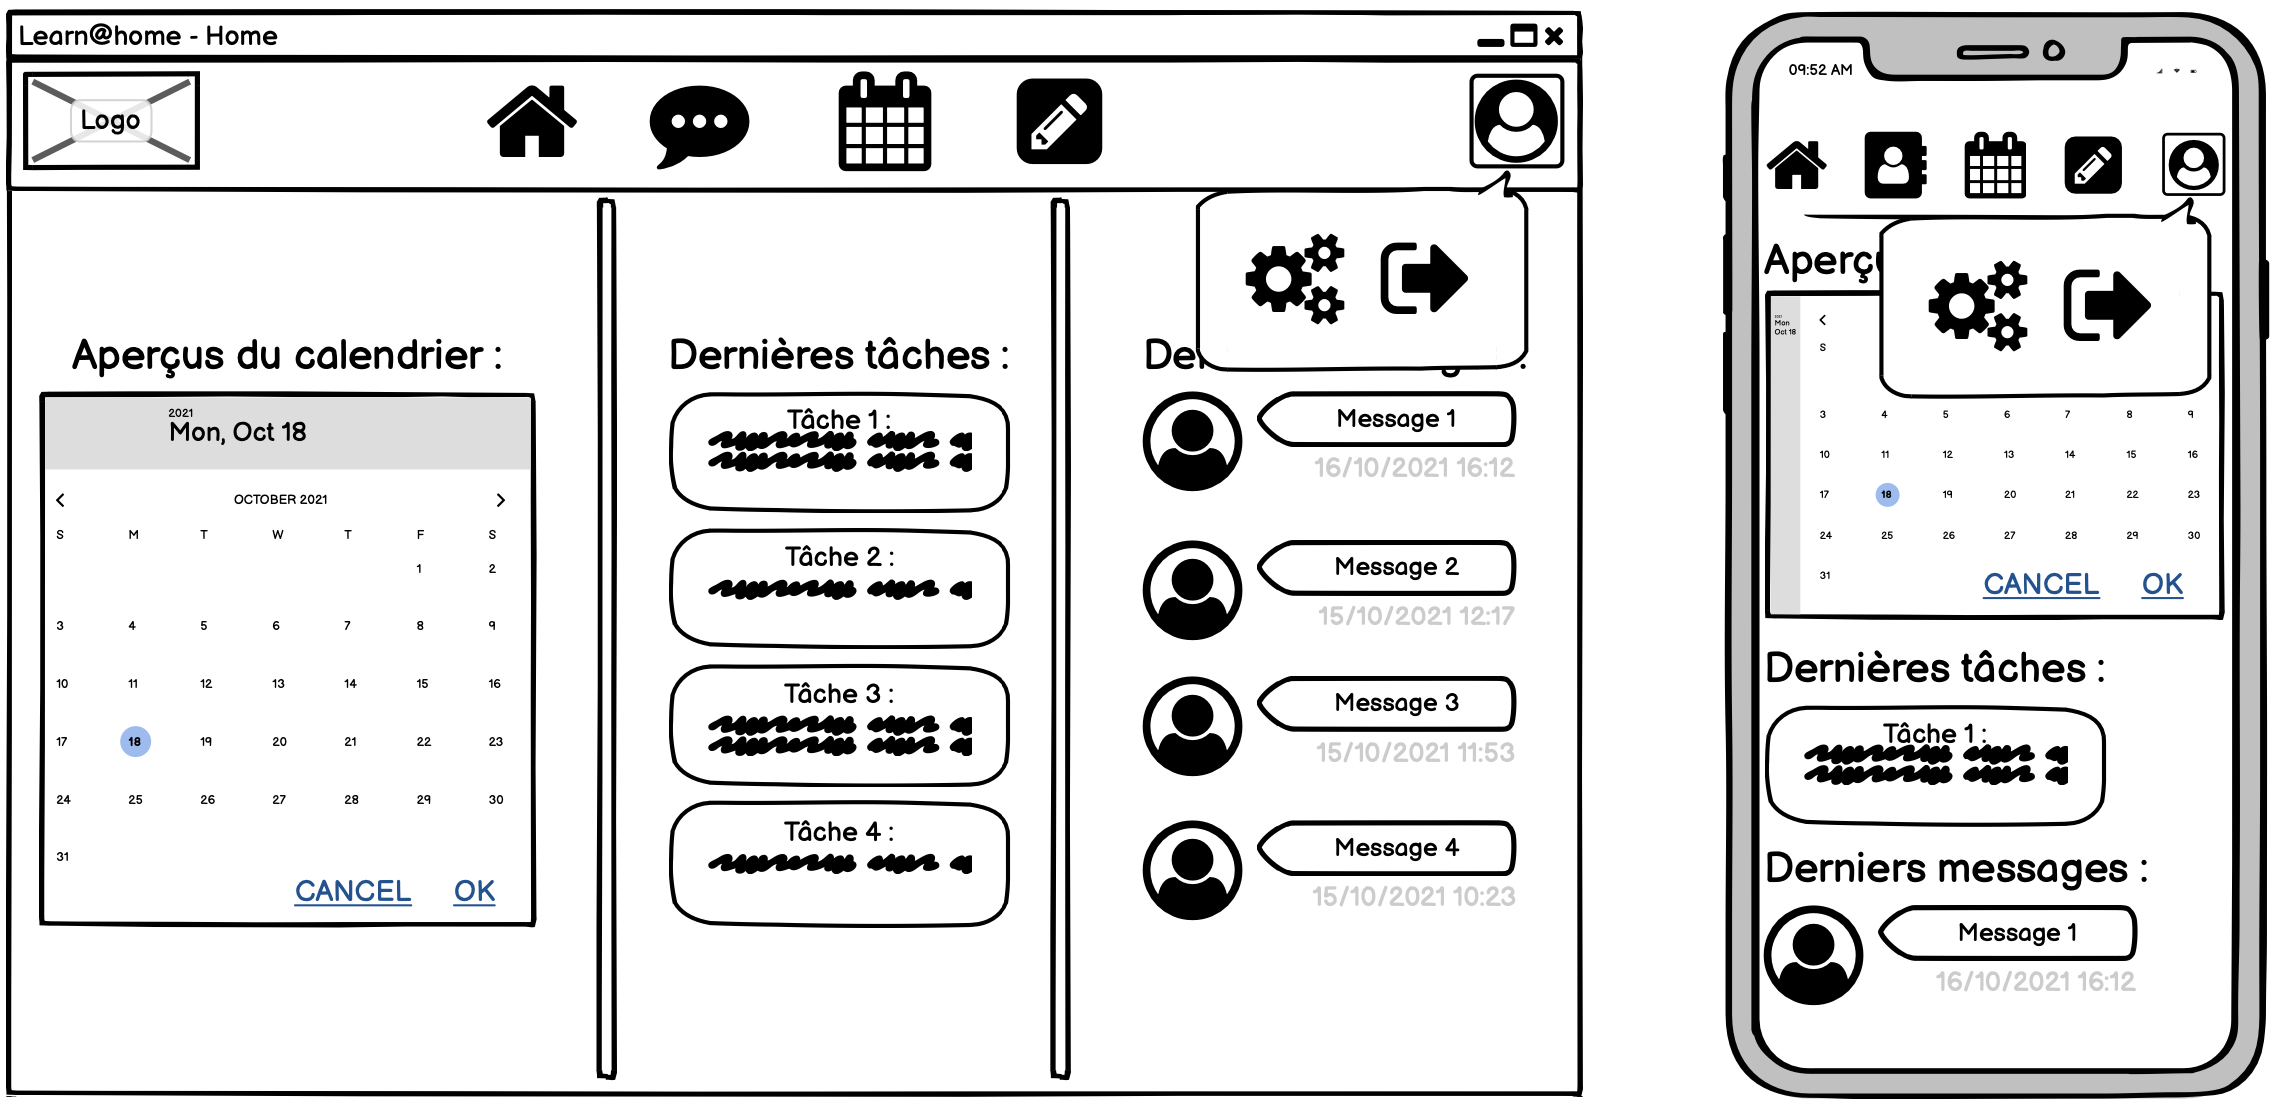 Learn@home - Home
Logo
Aperçus du calendrier :
2021
Mon, Oct 18
OCTOBER 2021
S M T W T F S
1 2
3 4 5 6 7 8 9
10 11 12 13 14 15 16
17 18 19 20 21 22 23
24 25 26 27 28 29 30
31
CANCEL OK
Dernières tâches :
Tâche 1 :
Tâche 2 :
Tâche 3 :
Tâche 4 :
Der
Message 1
16/10/2021 16:12
Message 2
15/10/2021 12:17
Message 3
15/10/2021 11:53
Message 4
15/10/2021 10:23
09:52 AM
Aperç
2021
Mon
Oct 18
S
3 4 5 6 7 8 9
10 11 12 13 14 15 16
17 18 19 20 21 22 23
24 25 26 27 28 29 30
31
CANCEL OK
Dernières tâches :
Tâche 1 :
Derniers messages :
Message 1
16/10/2021 16:12